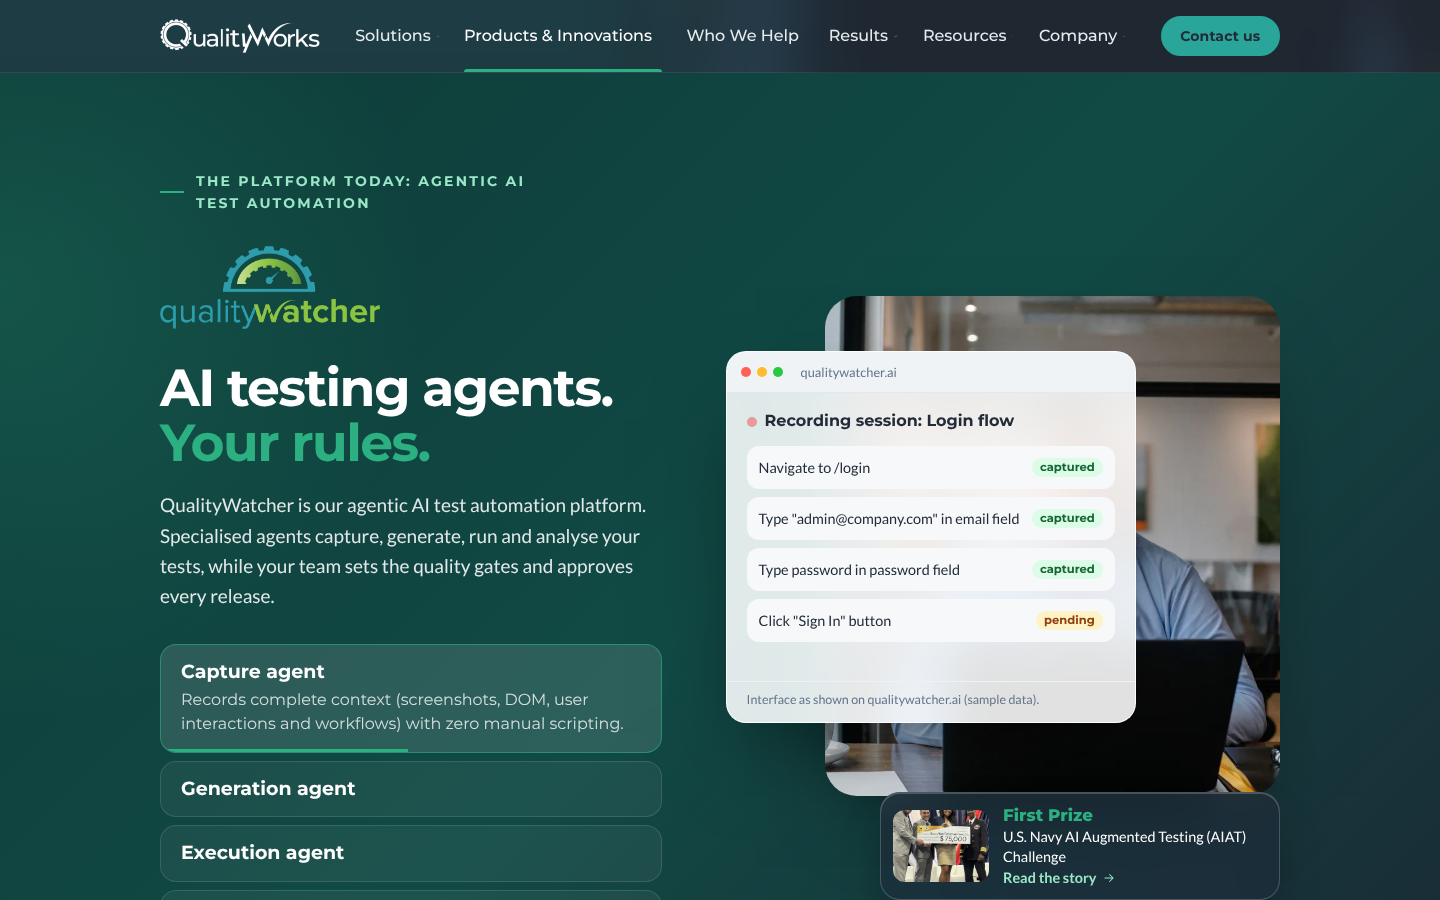 QualityWorks
Solutions
Products & Innovations
Who We Help
Results
Resources
Company
Contact us
THE PLATFORM TODAY: AGENTIC AI
TEST AUTOMATION
qualitywatcher
AI testing agents.
Your rules.
QualityWatcher is our agentic AI test automation platform.
Specialised agents capture, generate, run and analyse your
tests, while your team sets the quality gates and approves
every release.
Capture agent
Records complete context (screenshots, DOM, user
interactions and workflows) with zero manual scripting.
Generation agent
Execution agent
qualitywatcher.ai
Recording session: Login flow
Navigate to /login captured
Type "admin@company.com" in email field captured
Type password in password field captured
Click "Sign In" button pending
Interface as shown on qualitywatcher.ai (sample data).
$75,000
First Prize
U.S. Navy AI Augmented Testing (AIAT)
Challenge
Read the story →